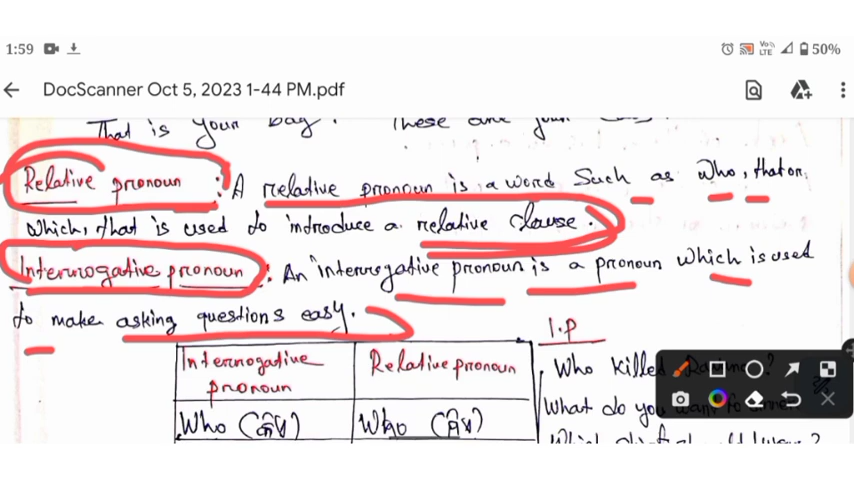 1:59
VoLTE 50%
DocScanner Oct 5, 2023 1-44 PM.pdf
That is your bag. These are your
Relative pronoun : A relative pronoun is a word such as who, that or
which, that is used to introduce a relative clause.
Interrogative pronoun : An interrogative pronoun is a pronoun which is used
to make asking questions easy.
I.P
Interrogative pronoun Relative pronoun
Who killed
Who Who
What do you